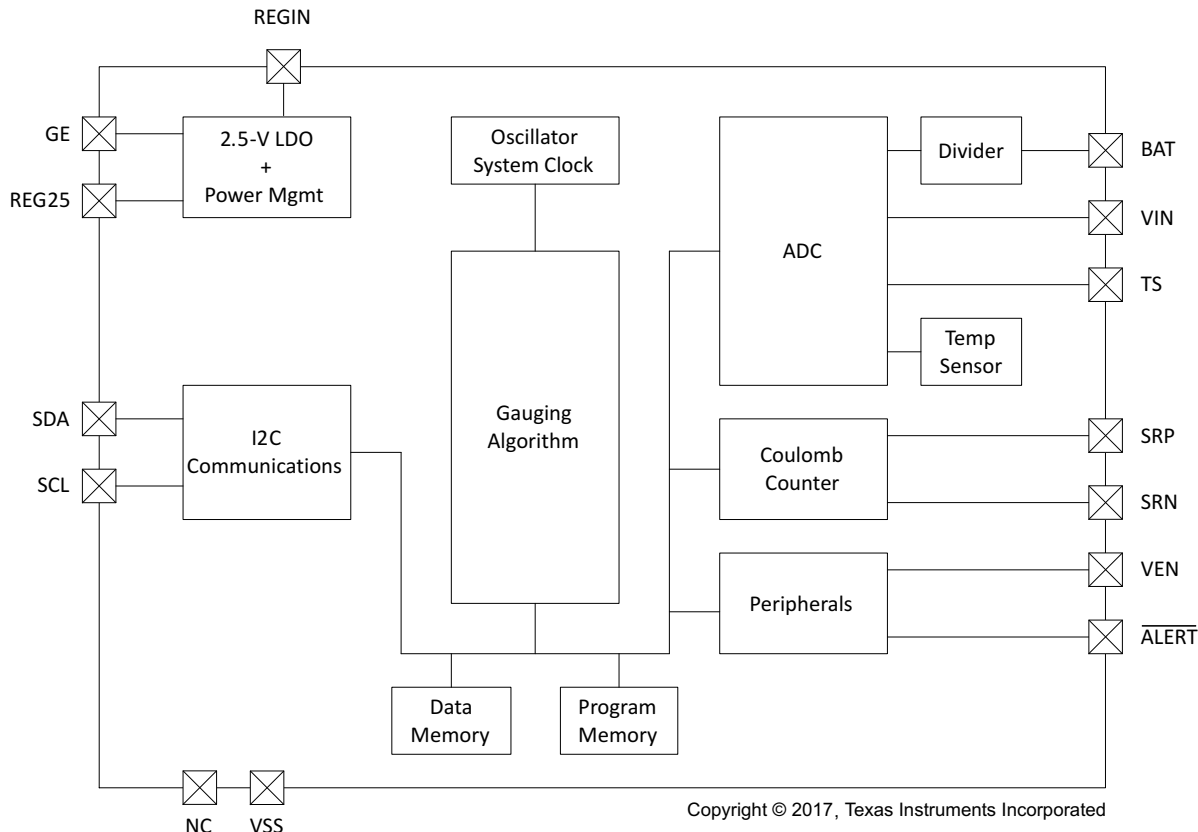 REGIN
GE
REG25
2.5-V LDO
+
Power Mgmt
Oscillator
System Clock
Divider
BAT
VIN
TS
ADC
Temp
Sensor
SDA
SCL
I2C
Communications
Gauging
Algorithm
Coulomb
Counter
SRP
SRN
Peripherals
VEN
ALERT
Data
Memory
Program
Memory
NC
VSS
Copyright © 2017, Texas Instruments Incorporated